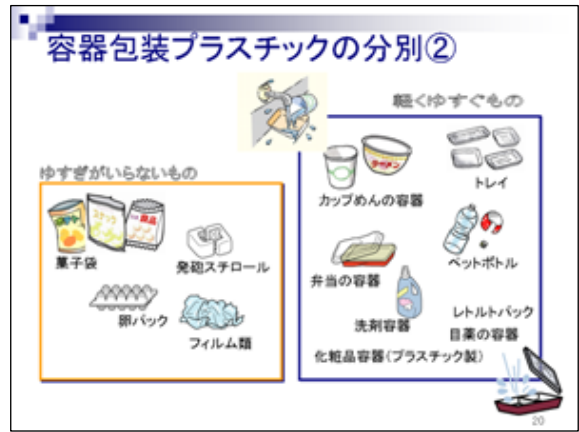 容器包装プラスチックの分別②
軽くゆすぐもの
ゆすぎがいらないもの
菓子袋
発砲スチロール
卵パック
フィルム類
カップめんの容器
トレイ
弁当の容器
ペットボトル
洗剤容器
レトルトパック
目薬の容器
化粧品容器(プラスチック製)
20